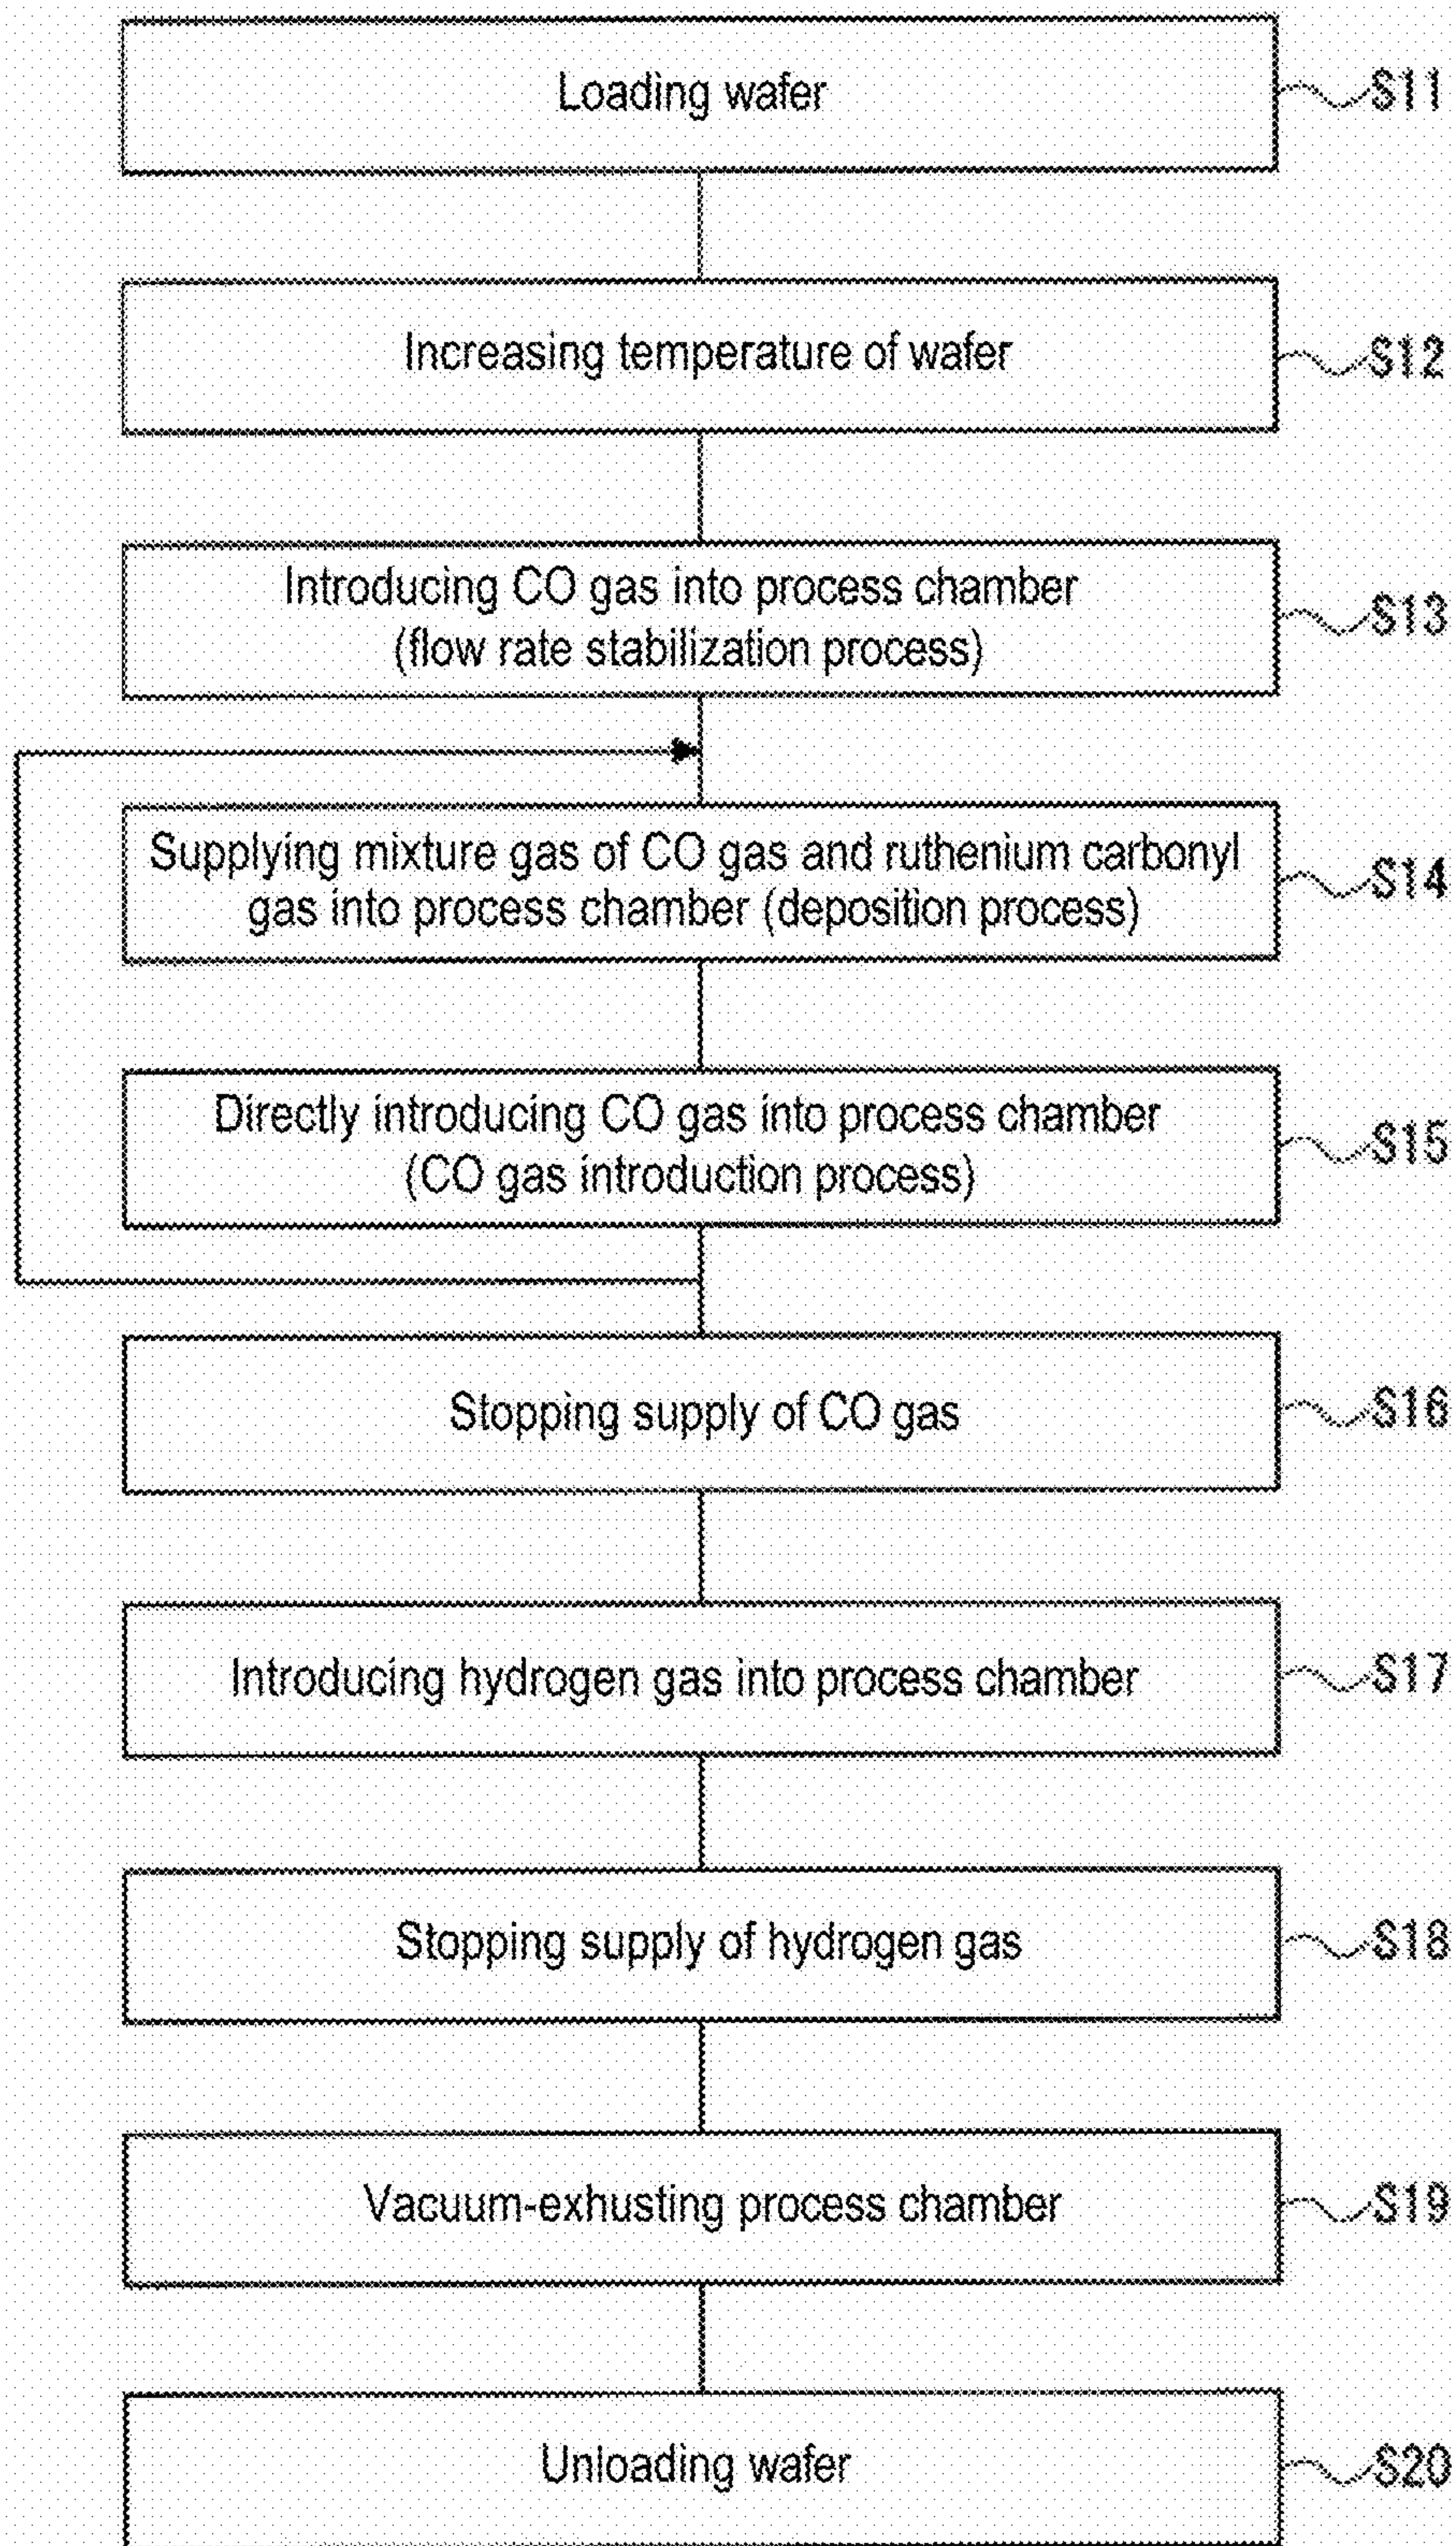 Loading wafer
S11
Increasing temperature of wafer
S12
Introducing CO gas into process chamber
(flow rate stabilization process)
S13
Supplying mixture gas of CO gas and ruthenium carbonyl
gas into process chamber (deposition process)
S14
Directly introducing CO gas into process chamber
(CO gas introduction process)
S15
Stopping supply of CO gas
S16
Introducing hydrogen gas into process chamber
S17
Stopping supply of hydrogen gas
S18
Vacuum-exhusting process chamber
S19
Unloading wafer
S20